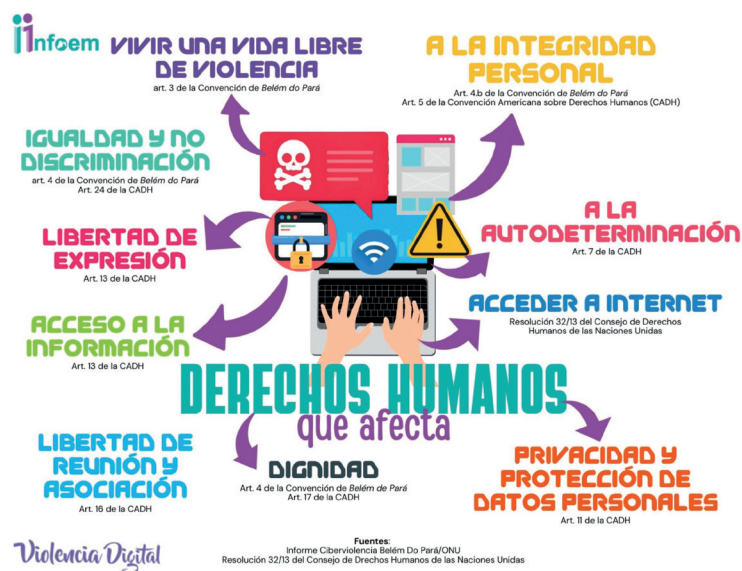 infoem
VIVIR UNA VIDA LIBRE
DE VIOLENCIA
art. 3 de la Convención de Belém do Pará
A LA INTEGRIDAD
PERSONAL
Art. 4.b de la Convención de Belém do Pará
Art. 5 de la Convención Americana sobre Derechos Humanos (CADH)
IGUALDAD Y NO
DISCRIMINACIÓN
art. 4 de la Convención de Belém do Pará
Art. 24 de la CADH
LIBERTAD DE
EXPRESIÓN
Art. 13 de la CADH
A LA
AUTODETERMINACIÓN
Art. 7 de la CADH
ACCESO A LA
INFORMACIÓN
Art. 13 de la CADH
ACCEDER A INTERNET
Resolución 32/13 del Consejo de Derechos
Humanos de las Naciones Unidas
DERECHOS HUMANOS
que afecta
LIBERTAD DE
REUNIÓN Y
ASOCIACIÓN
Art. 16 de la CADH
DIGNIDAD
Art. 4 de la Convención de Belém de Pará
Art. 17 de la CADH
PRIVACIDAD Y
PROTECCIÓN DE
DATOS PERSONALES
Art. 11 de la CADH
Violencia Digital
Fuentes:
Informe Ciberviolencia Belém Do Pará/ONU
Resolución 32/13 del Consejo de Drechos Humanos de las Naciones Unidas